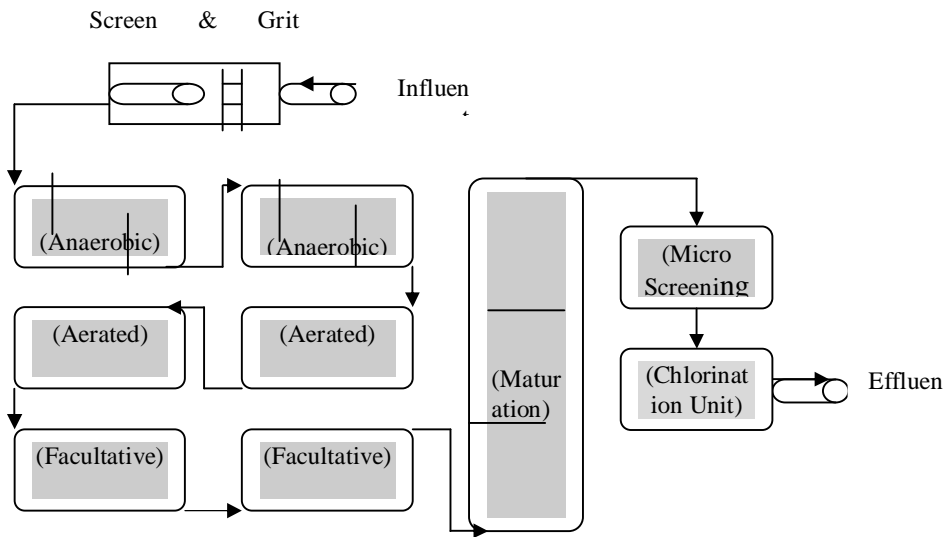 Screen & Grit
Influen
(Anaerobic)
(Anaerobic)
(Micro
Screening
(Aerated)
(Aerated)
(Matur
ation)
(Chlorinat
ion Unit)
Effluen
(Facultative)
(Facultative)